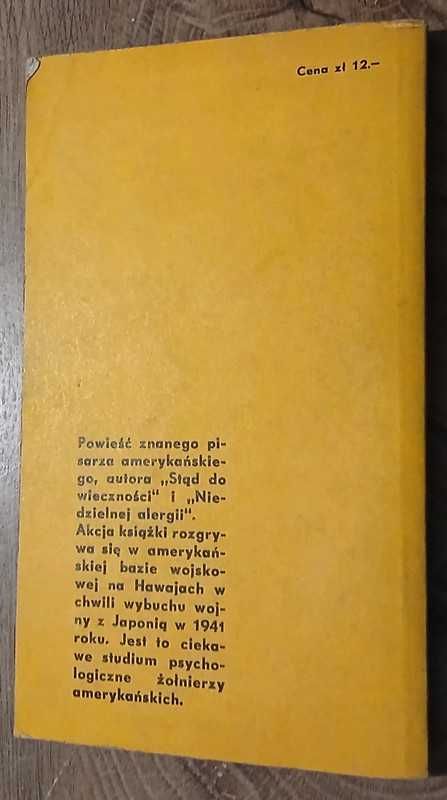 Cena zł 12.–
Powieść znanego pi-
sarza amerykańskie-
go, autora „Stąd do
wieczności" i „Nie-
dzielnej alergii".
Akcja książki rozgry-
wa się w amerykań-
skiej bazie wojsko-
wej na Hawajach w
chwili wybuchu woj-
ny z Japonią w 1941
roku. Jest to cieka-
we studium psycho-
logiczne żołnierzy
amerykańskich.